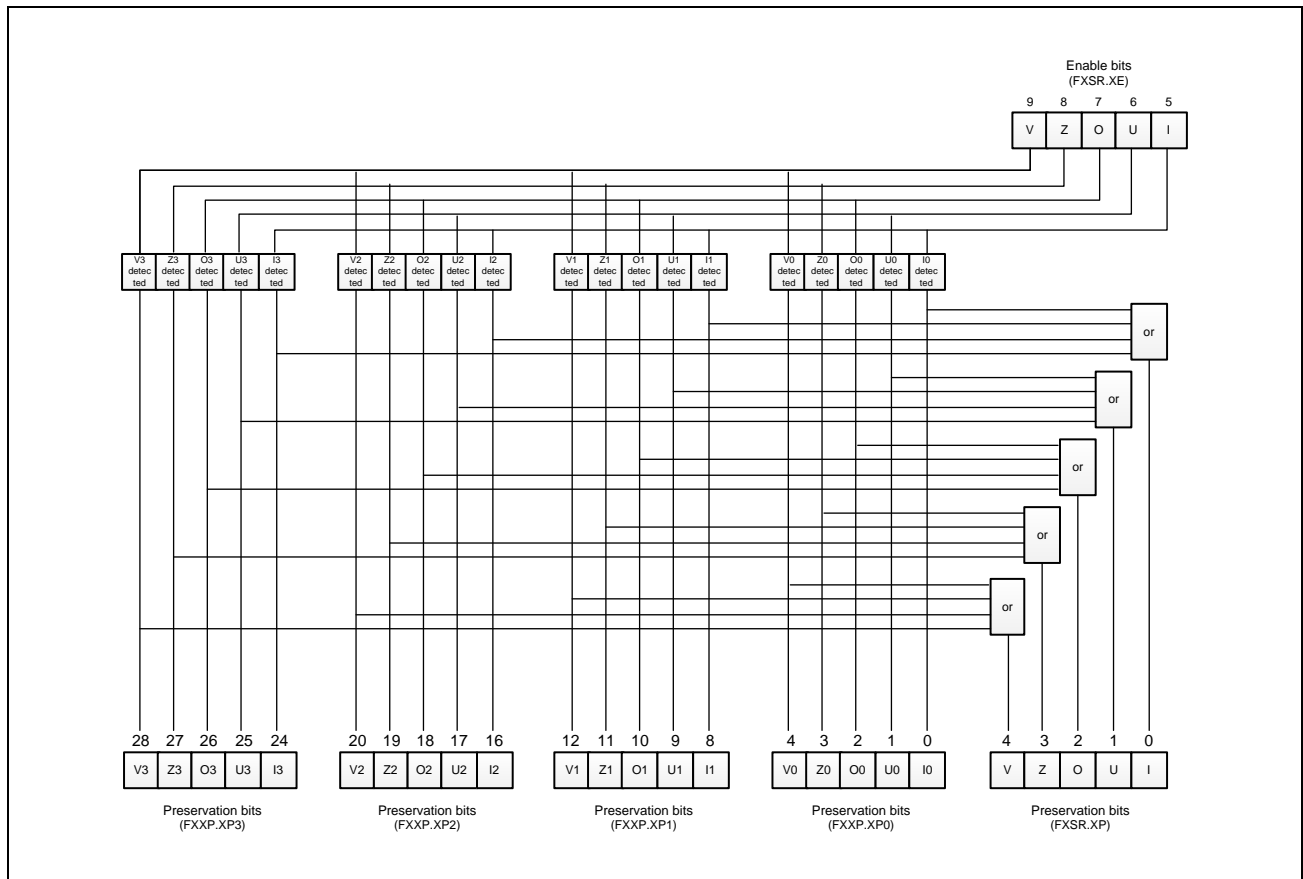 Enable bits
(FXSR.XE)
9 8 7 6 5
V Z O U I
V3 detec ted
Z3 detec ted
O3 detec ted
U3 detec ted
I3 detec ted
V2 detec ted
Z2 detec ted
O2 detec ted
U2 detec ted
I2 detec ted
V1 detec ted
Z1 detec ted
O1 detec ted
U1 detec ted
I1 detec ted
V0 detec ted
Z0 detec ted
O0 detec ted
U0 detec ted
I0 detec ted
or
or
or
or
or
28 27 26 25 24
20 19 18 17 16
12 11 10 9 8
4 3 2 1 0
4 3 2 1 0
V3 Z3 O3 U3 I3
V2 Z2 O2 U2 I2
V1 Z1 O1 U1 I1
V0 Z0 O0 U0 I0
V Z O U I
Preservation bits
(FXXP.XP3)
Preservation bits
(FXXP.XP2)
Preservation bits
(FXXP.XP1)
Preservation bits
(FXXP.XP0)
Preservation bits
(FXSR.XP)